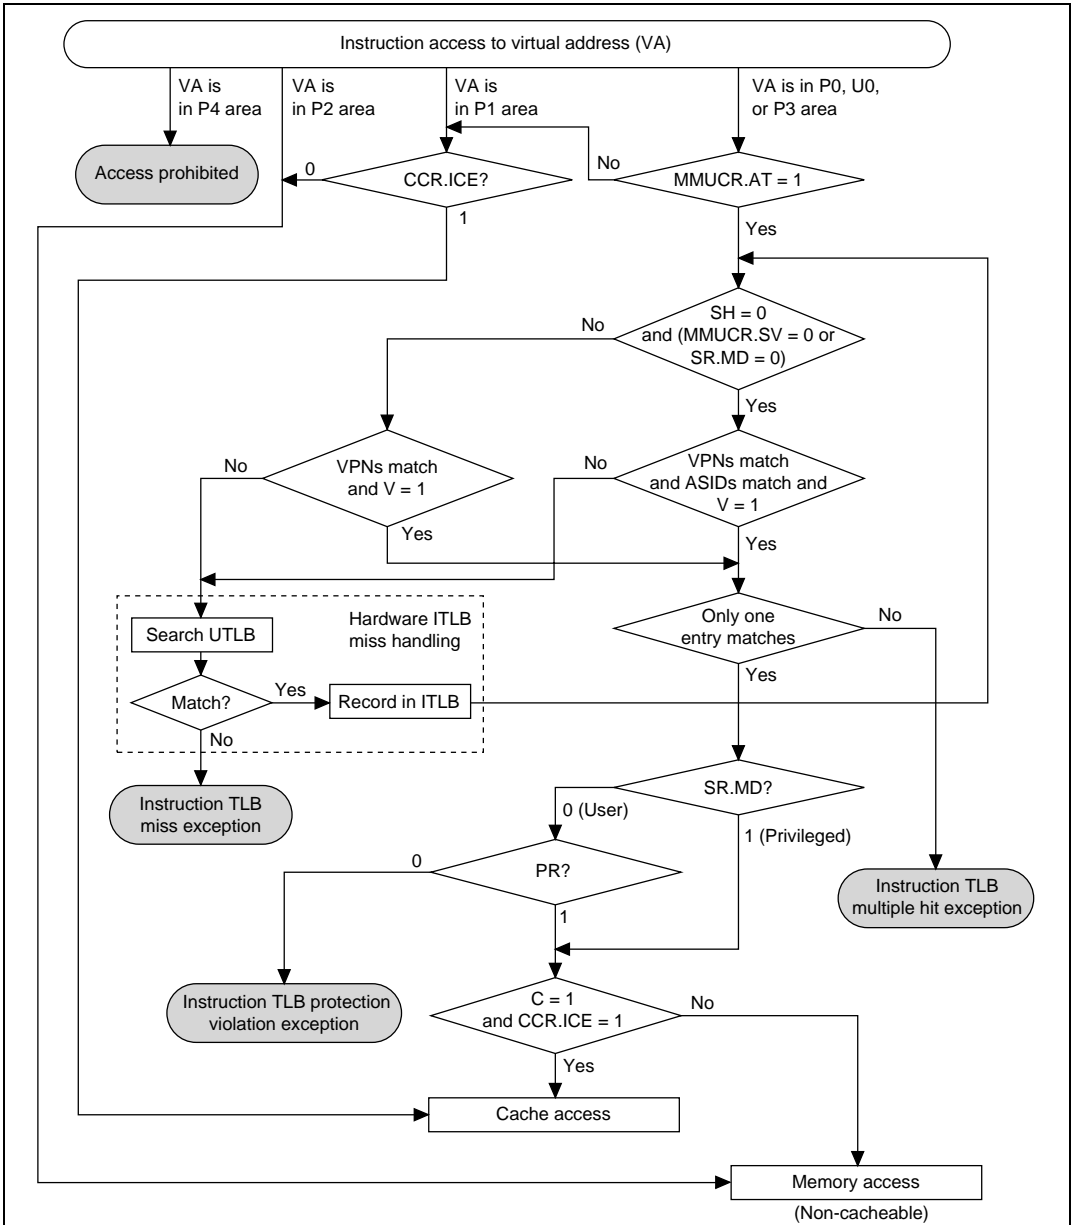 Instruction access to virtual address (VA)
VA is
in P4 area
VA is
in P2 area
VA is
in P1 area
VA is in P0, U0,
or P3 area
Access prohibited
0
CCR.ICE?
No
MMUCR.AT = 1
1
Yes
SH = 0
and (MMUCR.SV = 0 or
SR.MD = 0)
No
Yes
VPNs match
and V = 1
No
Yes
VPNs match
and ASIDs match and
V = 1
No
Yes
Hardware ITLB
miss handling
Search UTLB
Only one
entry matches
No
Yes
Match?
Yes
Record in ITLB
No
Instruction TLB
miss exception
SR.MD?
0 (User)
1 (Privileged)
0
PR?
1
Instruction TLB
multiple hit exception
Instruction TLB protection
violation exception
C = 1
and CCR.ICE = 1
No
Yes
Cache access
Memory access
(Non-cacheable)